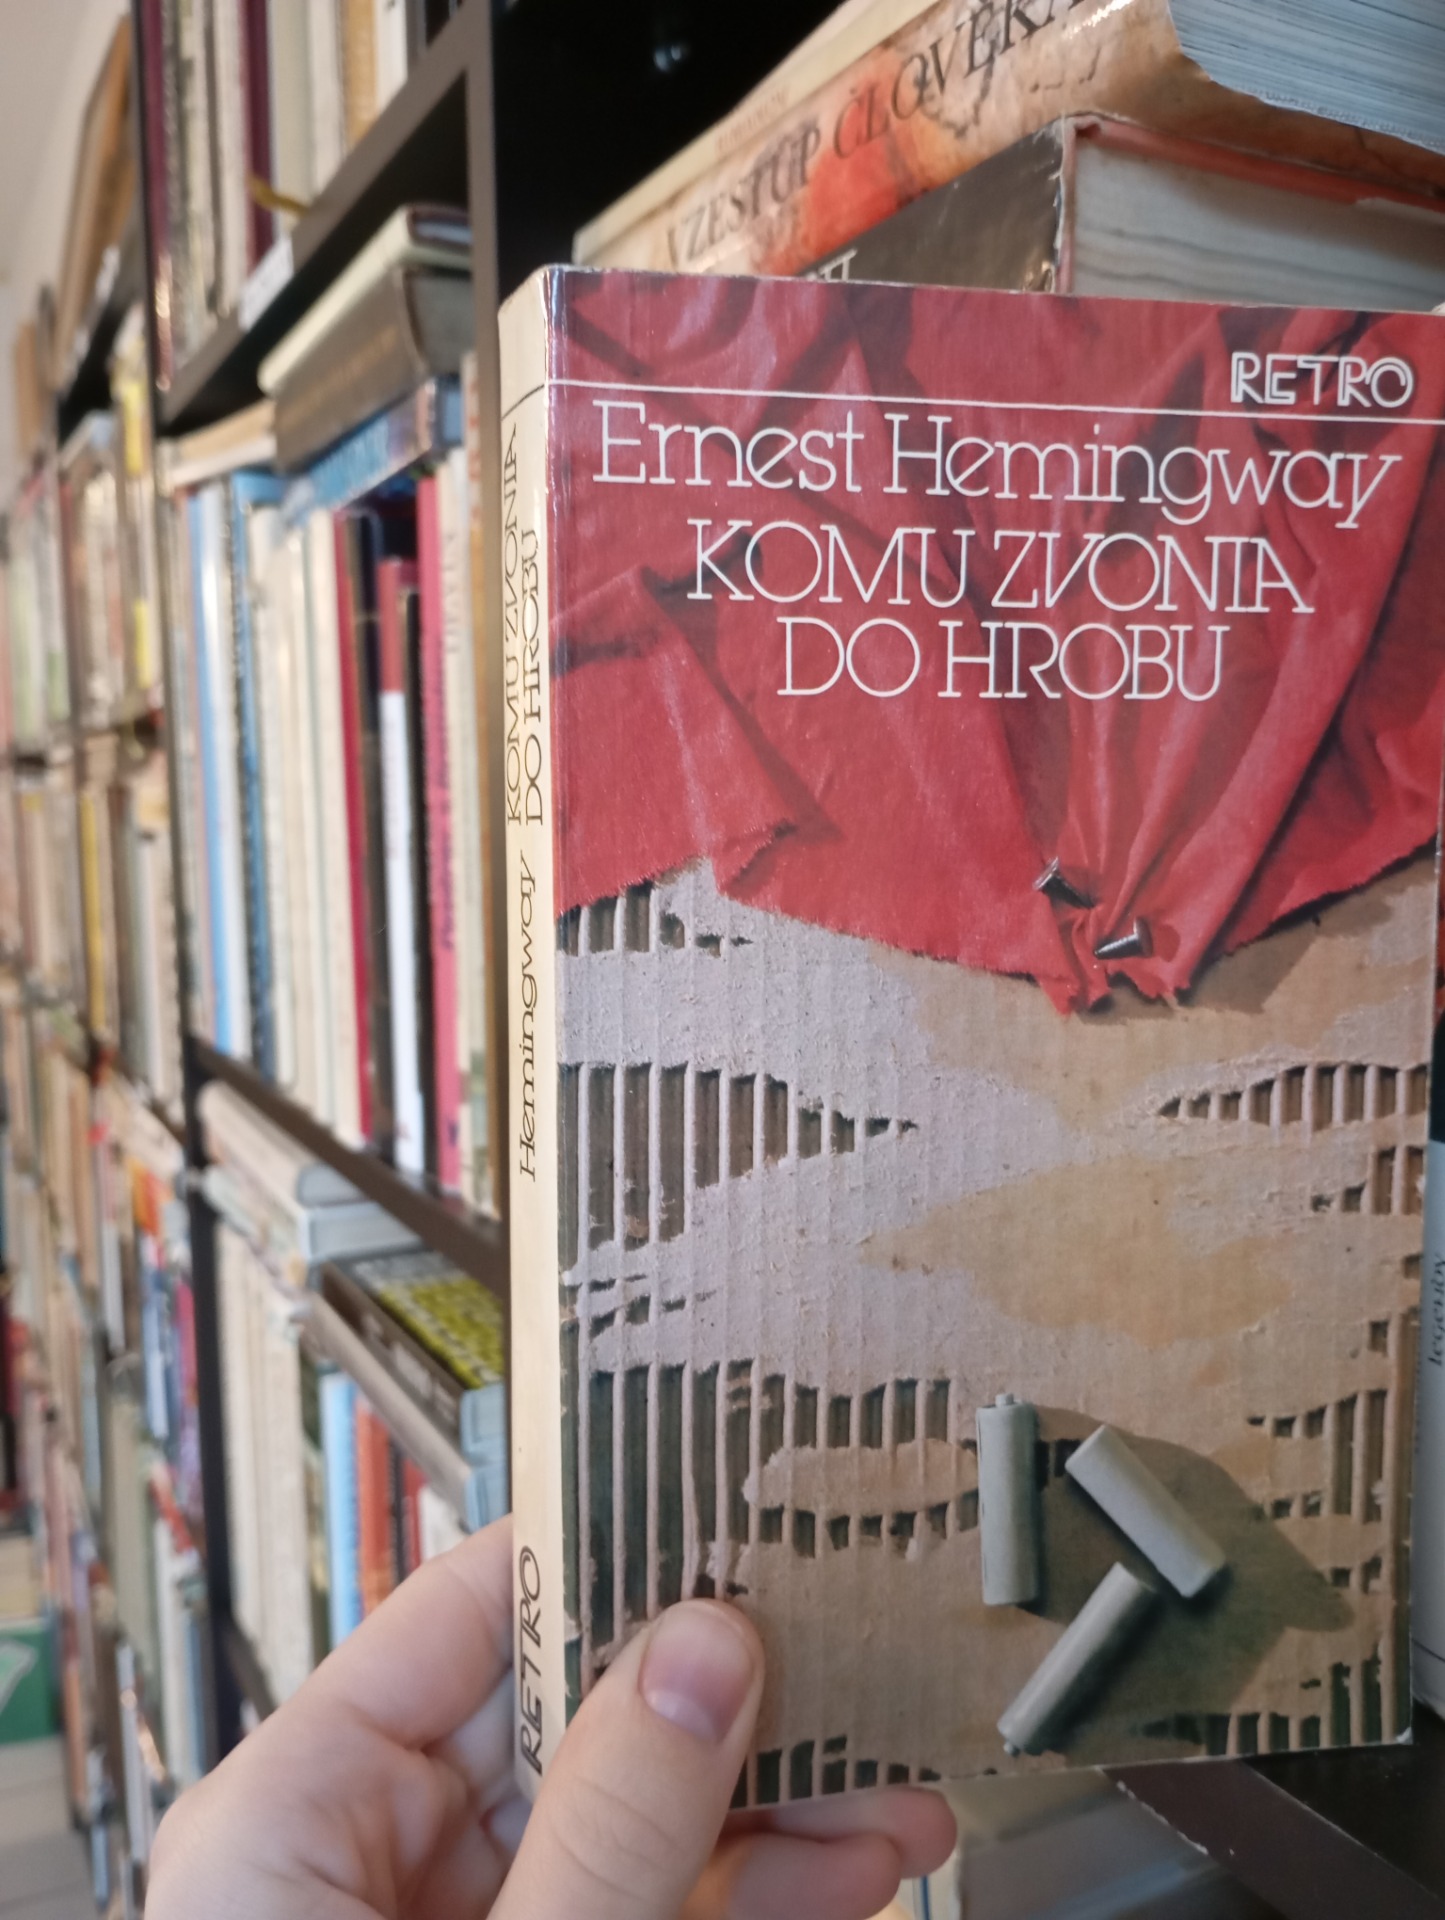 VZESTUP ČLOVĚKA
RETRO
Ernest Hemingway
KOMU ZVONIA
DO HROBU
Hemingway
KOMU ZVONIA
DO HROBU
RETRO